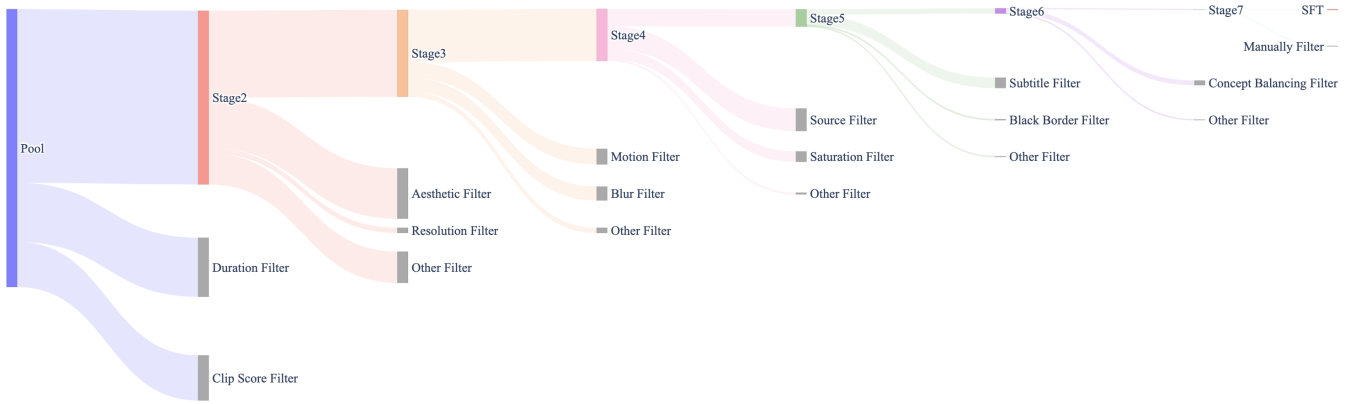 Pool
Stage2
Duration Filter
Clip Score Filter
Stage3
Aesthetic Filter
Resolution Filter
Other Filter
Stage4
Motion Filter
Blur Filter
Other Filter
Stage5
Source Filter
Saturation Filter
Other Filter
Stage6
Subtitle Filter
Black Border Filter
Other Filter
Stage7
Concept Balancing Filter
Other Filter
SFT
Manually Filter